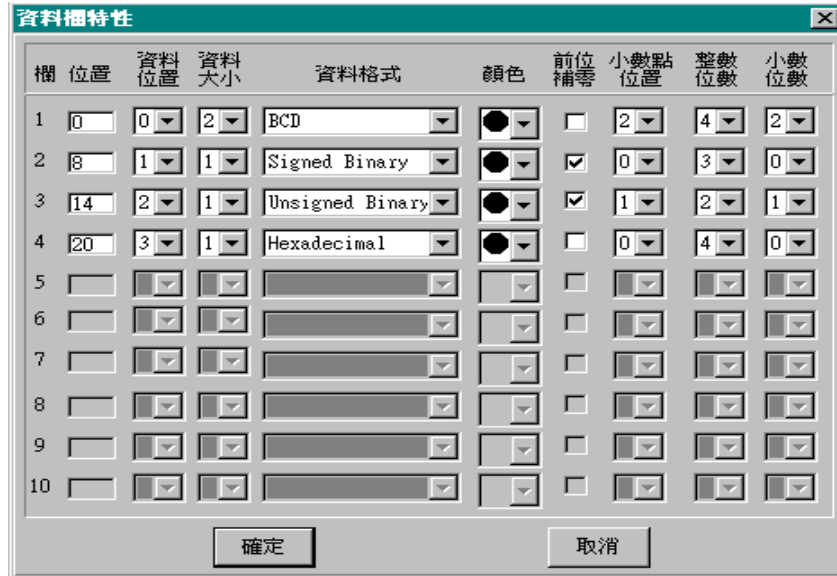 資料欄特性
欄 位置 資料位置 資料大小 資料格式 顏色 前位補零 小數點位置 整數位數 小數位數
1 0 0 2 BCD 2 4 2
2 8 1 1 Signed Binary 0 3 0
3 14 2 1 Unsigned Binary 1 2 1
4 20 3 1 Hexadecimal 0 4 0
5
6
7
8
9
10
確定 取消